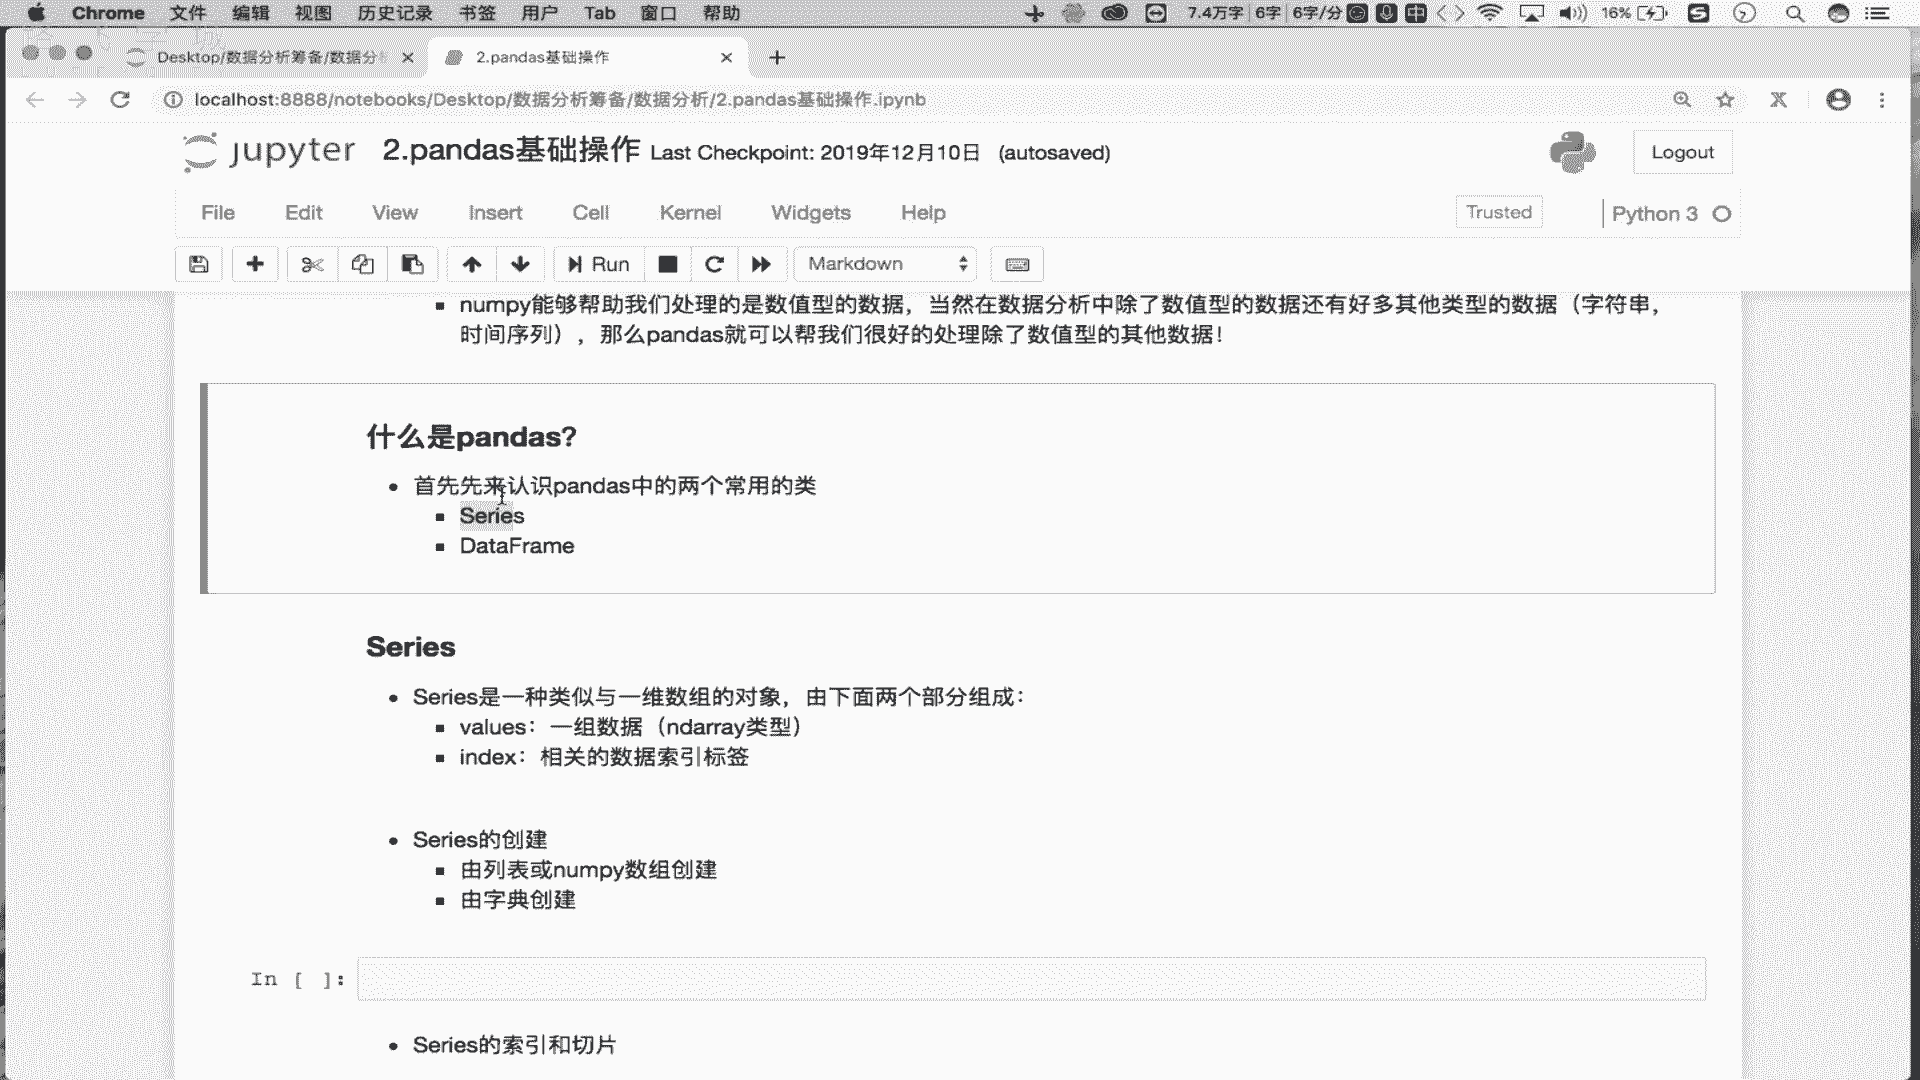 Chrome 文件 编辑 视图 历史记录 书签 用户 Tab 窗口 帮助 7.4万字 6字 6字/分 中 16%
Desktop/数据分析筹备/数据分
2.pandas基础操作
localhost:8888/notebooks/Desktop/数据分析筹备/数据分析/2.pandas基础操作.ipynb
jupyter 2.pandas基础操作 Last Checkpoint: 2019年12月10日 (autosaved)
Logout
File Edit View Insert Cell Kernel Widgets Help
Trusted
Python 3
Run
Markdown
numpy能够帮助我们处理的是数值型的数据，当然在数据分析中除了数值型的数据还有好多其他类型的数据（字符串，
时间序列），那么pandas就可以帮我们很好的处理除了数值型的其他数据！
什么是pandas?
首先先来认识pandas中的两个常用的类
Series
DataFrame
Series
Series是一种类似与一维数组的对象，由下面两个部分组成：
values：一组数据（ndarray类型）
index：相关的数据索引标签
Series的创建
由列表或numpy数组创建
由字典创建
In [ ]:
Series的索引和切片